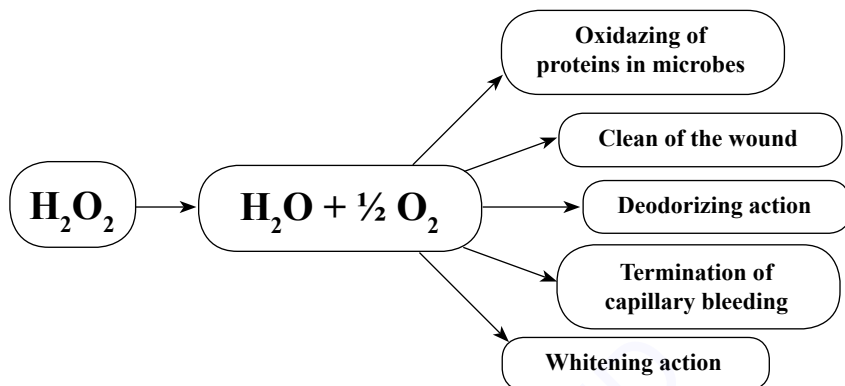 Oxidazing of
proteins in microbes
Clean of the wound
H₂O₂
H₂O + ½ O₂
Deodorizing action
Termination of
capillary bleeding
Whitening action